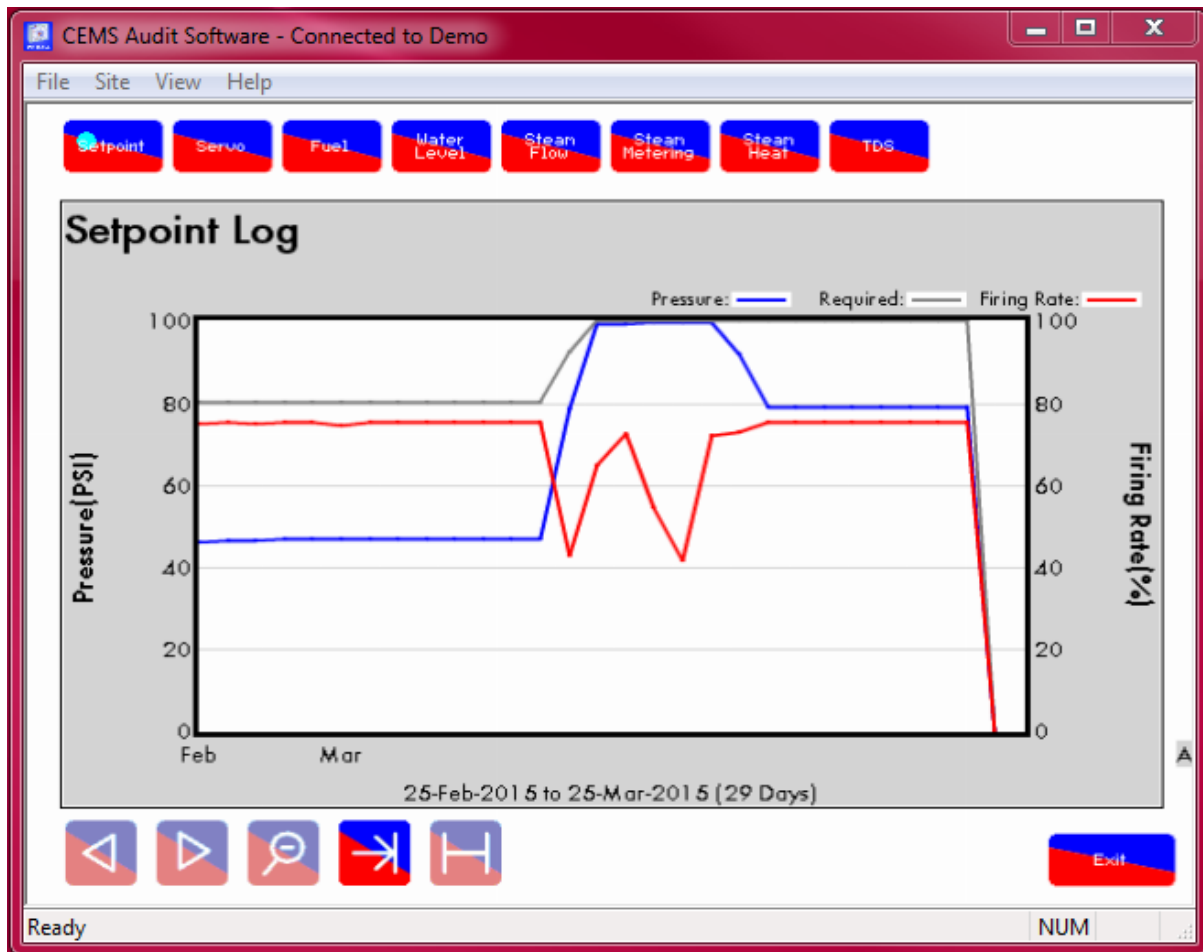 CEMS Audit Software - Connected to Demo
File Site View Help
Setpoint Servo Fuel Water Level Steam Flow Steam Metering Steam Heat TDS
Setpoint Log
Pressure: Required: Firing Rate:
100 100
80 80
60 60
40 40
20 20
0 0
Pressure(PSI)
Firing Rate(%)
Feb Mar A
25-Feb-2015 to 25-Mar-2015 (29 Days)
Exit
Ready NUM